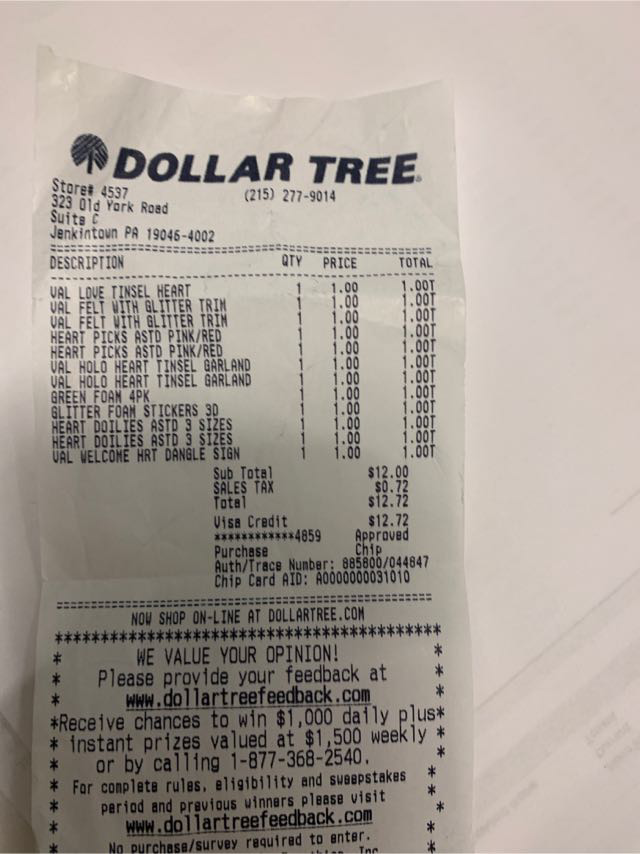 DOLLAR TREE.
Store# 4537 (215) 277-9014
323 Old York Road
Suite C
Jenkintown PA 19046-4002
========================================
DESCRIPTION QTY PRICE TOTAL
----------------------------------------
VAL LOVE TINSEL HEART 1 1.00 1.00T
VAL FELT WITH GLITTER TRIM 1 1.00 1.00T
VAL FELT WITH GLITTER TRIM 1 1.00 1.00T
HEART PICKS ASTD PINK/RED 1 1.00 1.00T
HEART PICKS ASTD PINK/RED 1 1.00 1.00T
VAL HOLO HEART TINSEL GARLAND 1 1.00 1.00T
VAL HOLO HEART TINSEL GARLAND 1 1.00 1.00T
GREEN FOAM 4PK 1 1.00 1.00T
GLITTER FOAM STICKERS 3D 1 1.00 1.00T
HEART DOILIES ASTD 3 SIZES 1 1.00 1.00T
HEART DOILIES ASTD 3 SIZES 1 1.00 1.00T
VAL WELCOME HRT DANGLE SIGN 1 1.00 1.00T
Sub Total $12.00
SALES TAX $0.72
Total $12.72
Visa Credit $12.72
************4859 Approved
Purchase Chip
Auth/Trace Number: 885800/044847
Chip Card AID: A0000000031010
========================================
NOW SHOP ON-LINE AT DOLLARTREE.COM
****************************************
* WE VALUE YOUR OPINION! *
* Please provide your feedback at *
* www.dollartreefeedback.com *
*Receive chances to win $1,000 daily plus*
* instant prizes valued at $1,500 weekly *
* or by calling 1-877-368-2540. *
* For complete rules, eligibility and sweepstakes *
* period and previous winners please visit *
* www.dollartreefeedback.com *
* No purchase/survey required to enter. *
Inc